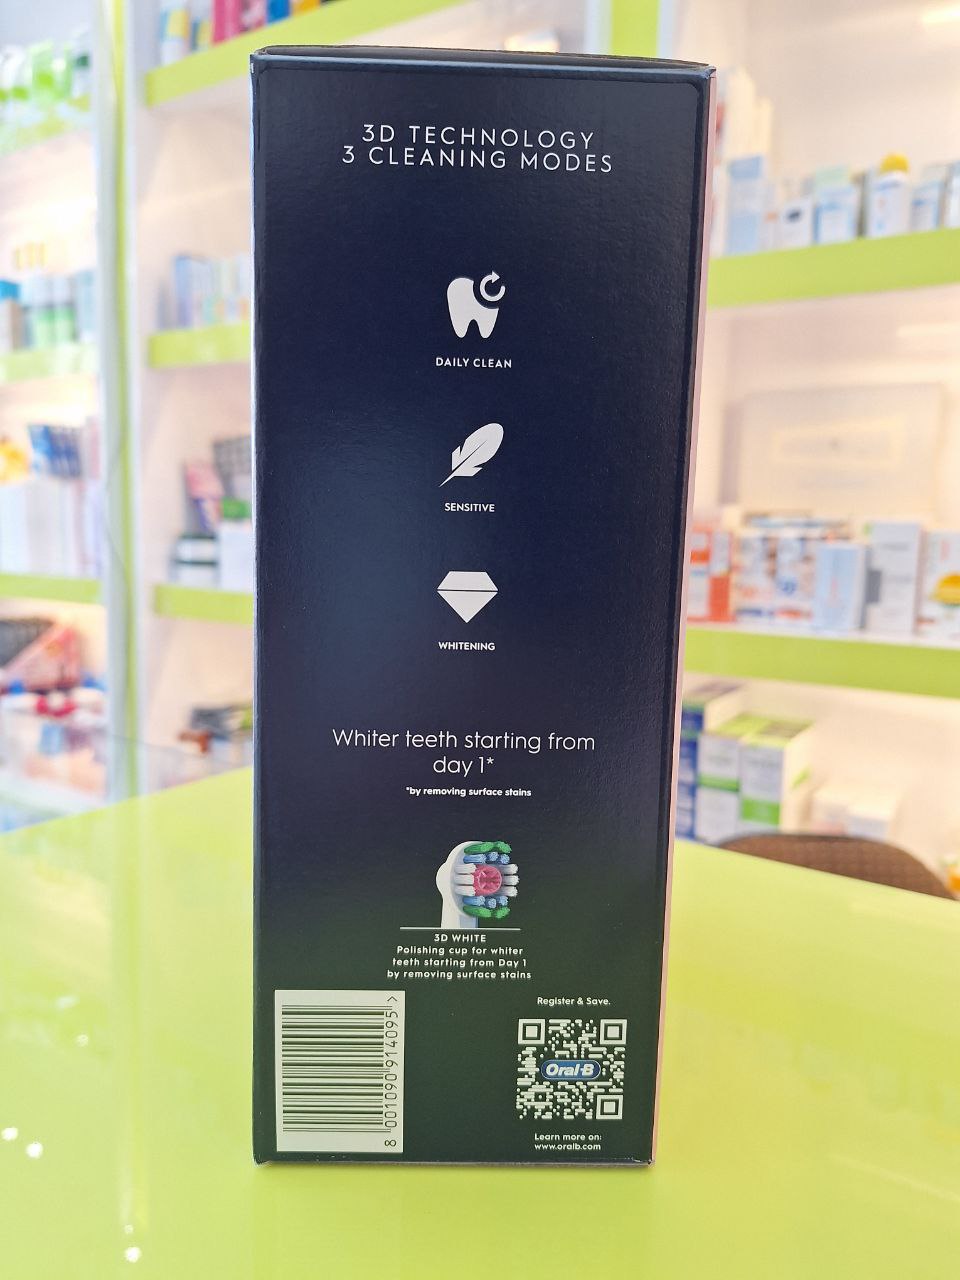 3D TECHNOLOGY
3 CLEANING MODES
DAILY CLEAN
SENSITIVE
WHITENING
Whiter teeth starting from
day 1*
*by removing surface stains
3D WHITE
Polishing cup for whiter
teeth starting from Day 1
by removing surface stains
8 001090 914095 >
Register & Save.
Oral-B
Learn more on:
www.oralb.com